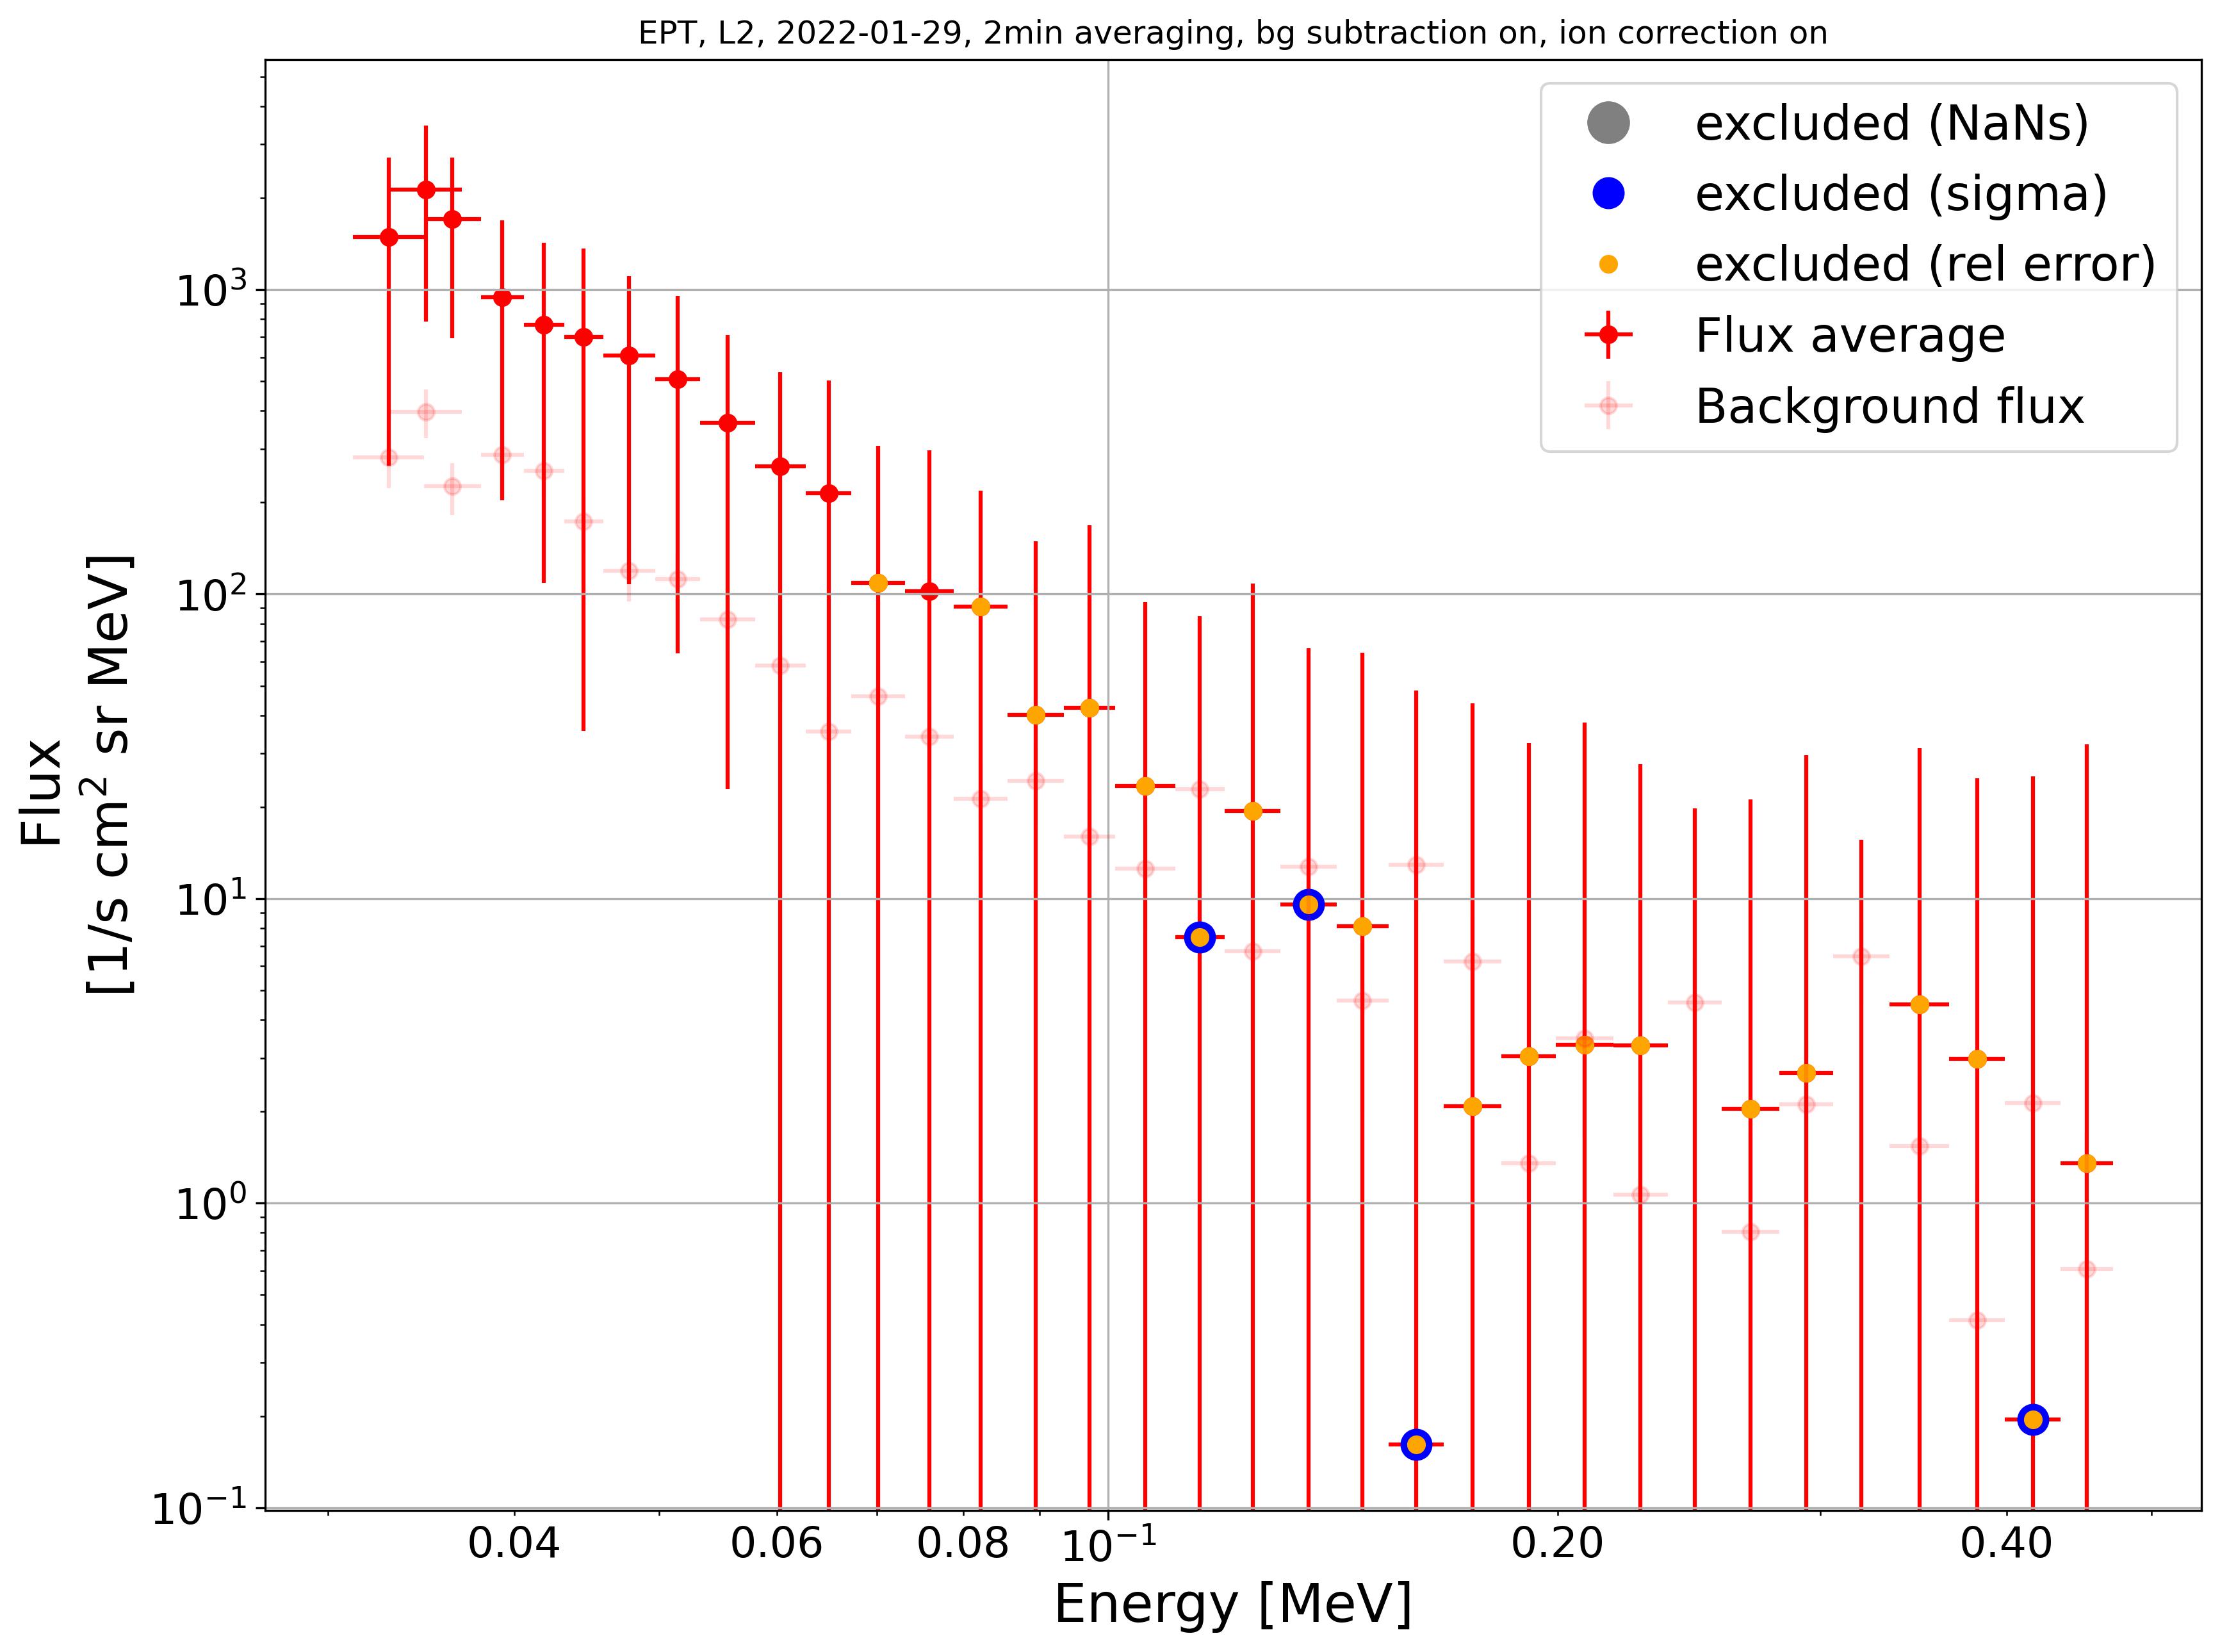 EPT, L2, 2022-01-29, 2min averaging, bg subtraction on, ion correction on
excluded (NaNs)
excluded (sigma)
excluded (rel error)
Flux average
Background flux
Flux
[1/s cm² sr MeV]
10³
10²
10¹
10⁰
10⁻¹
0.04
0.06
0.08
10⁻¹
0.20
0.40
Energy [MeV]